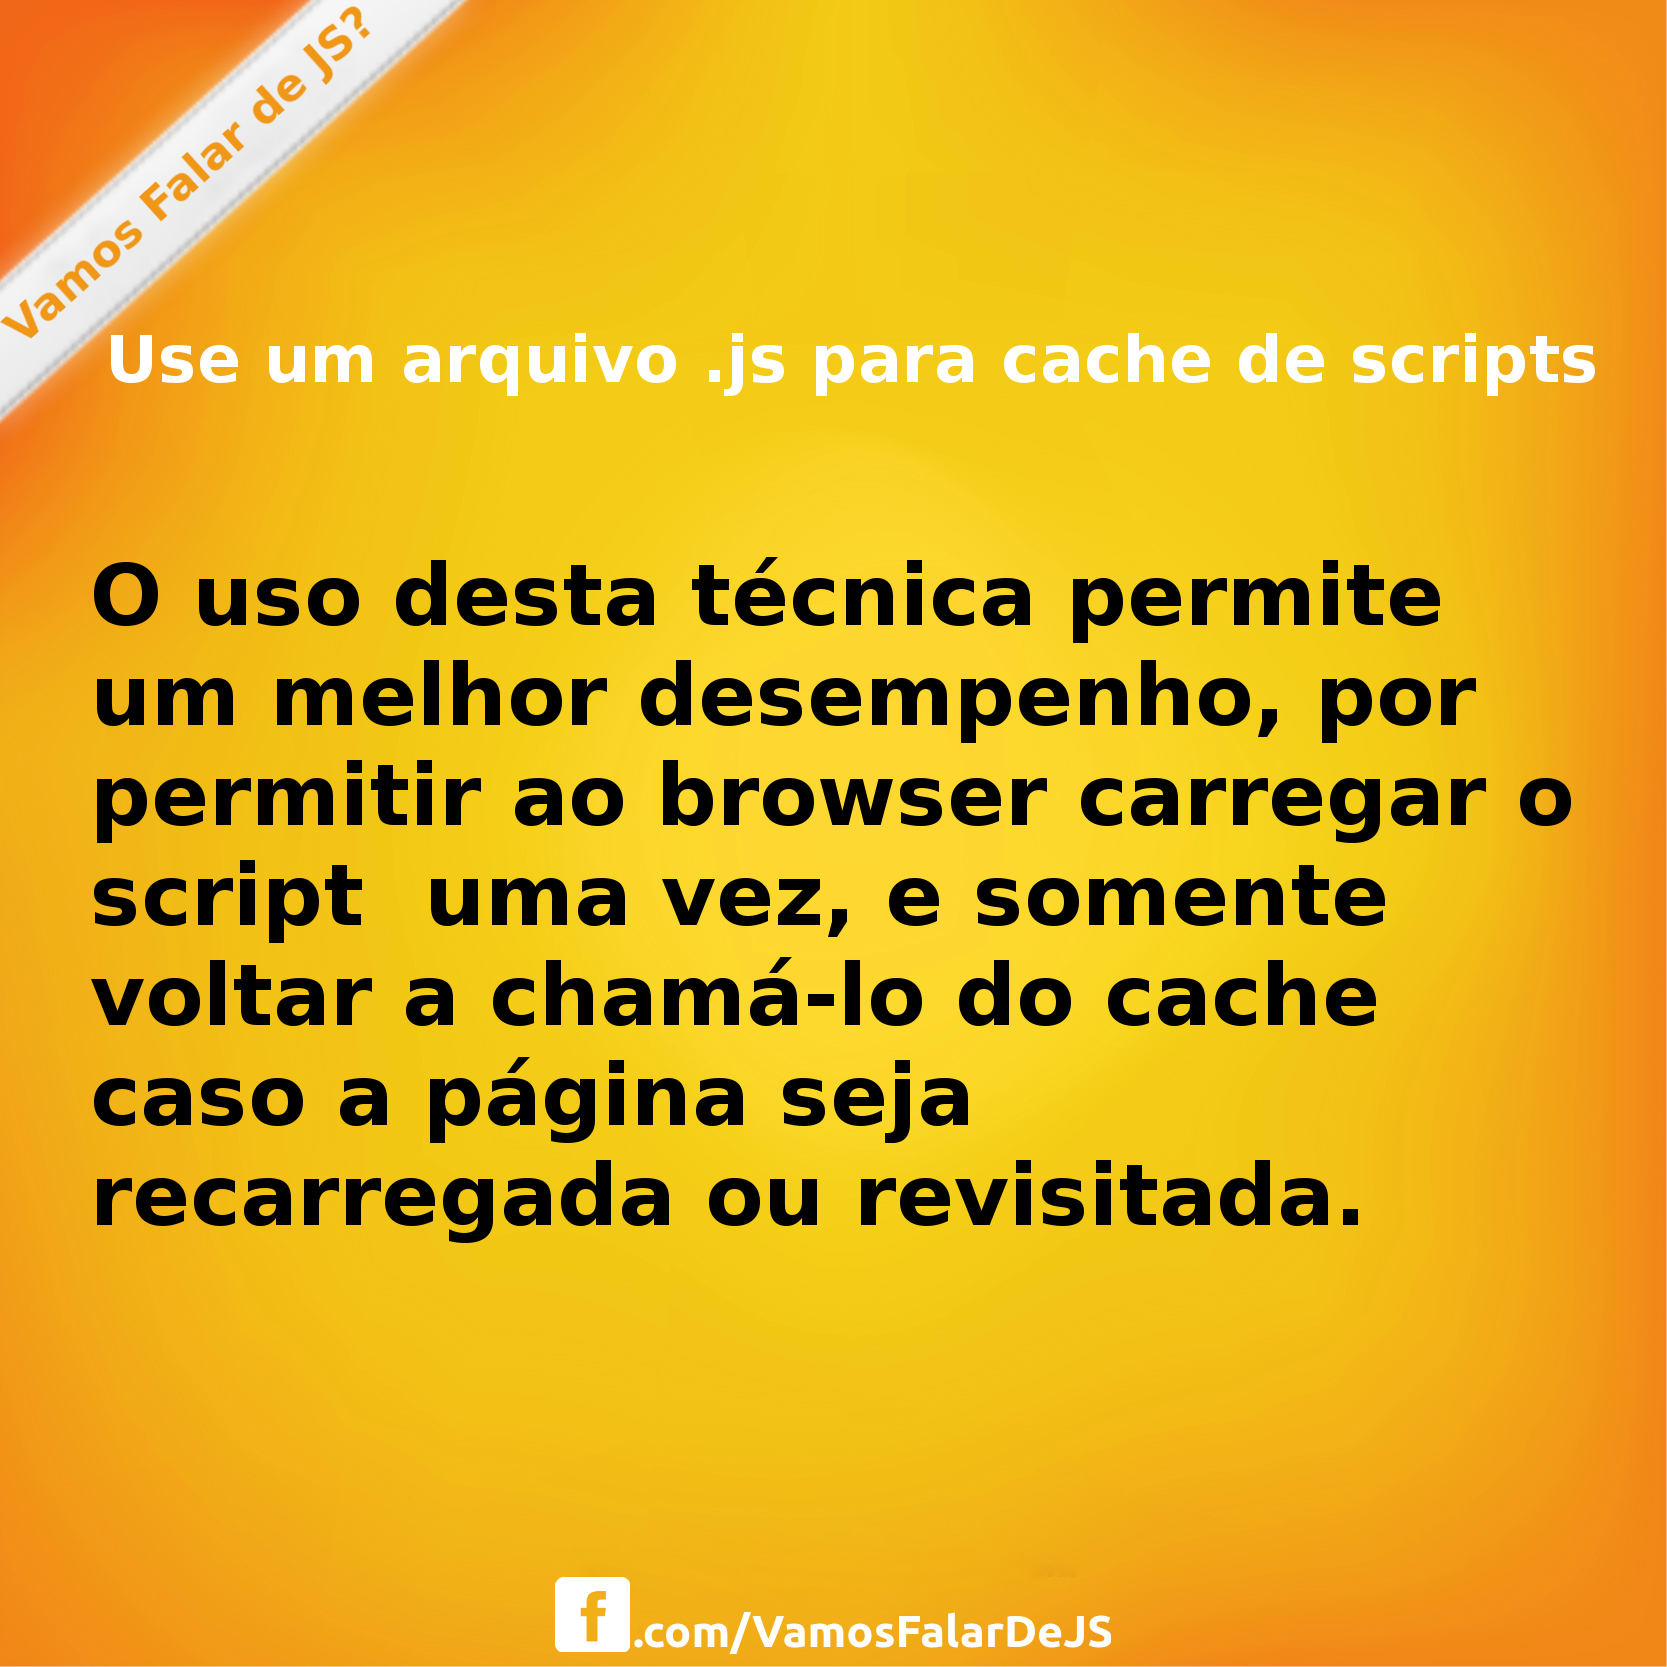 Vamos Falar de JS?
Use um arquivo .js para cache de scripts
O uso desta técnica permite
um melhor desempenho, por
permitir ao browser carregar o
script  uma vez, e somente
voltar a chamá-lo do cache
caso a página seja
recarregada ou revisitada.
f.com/VamosFalarDeJS